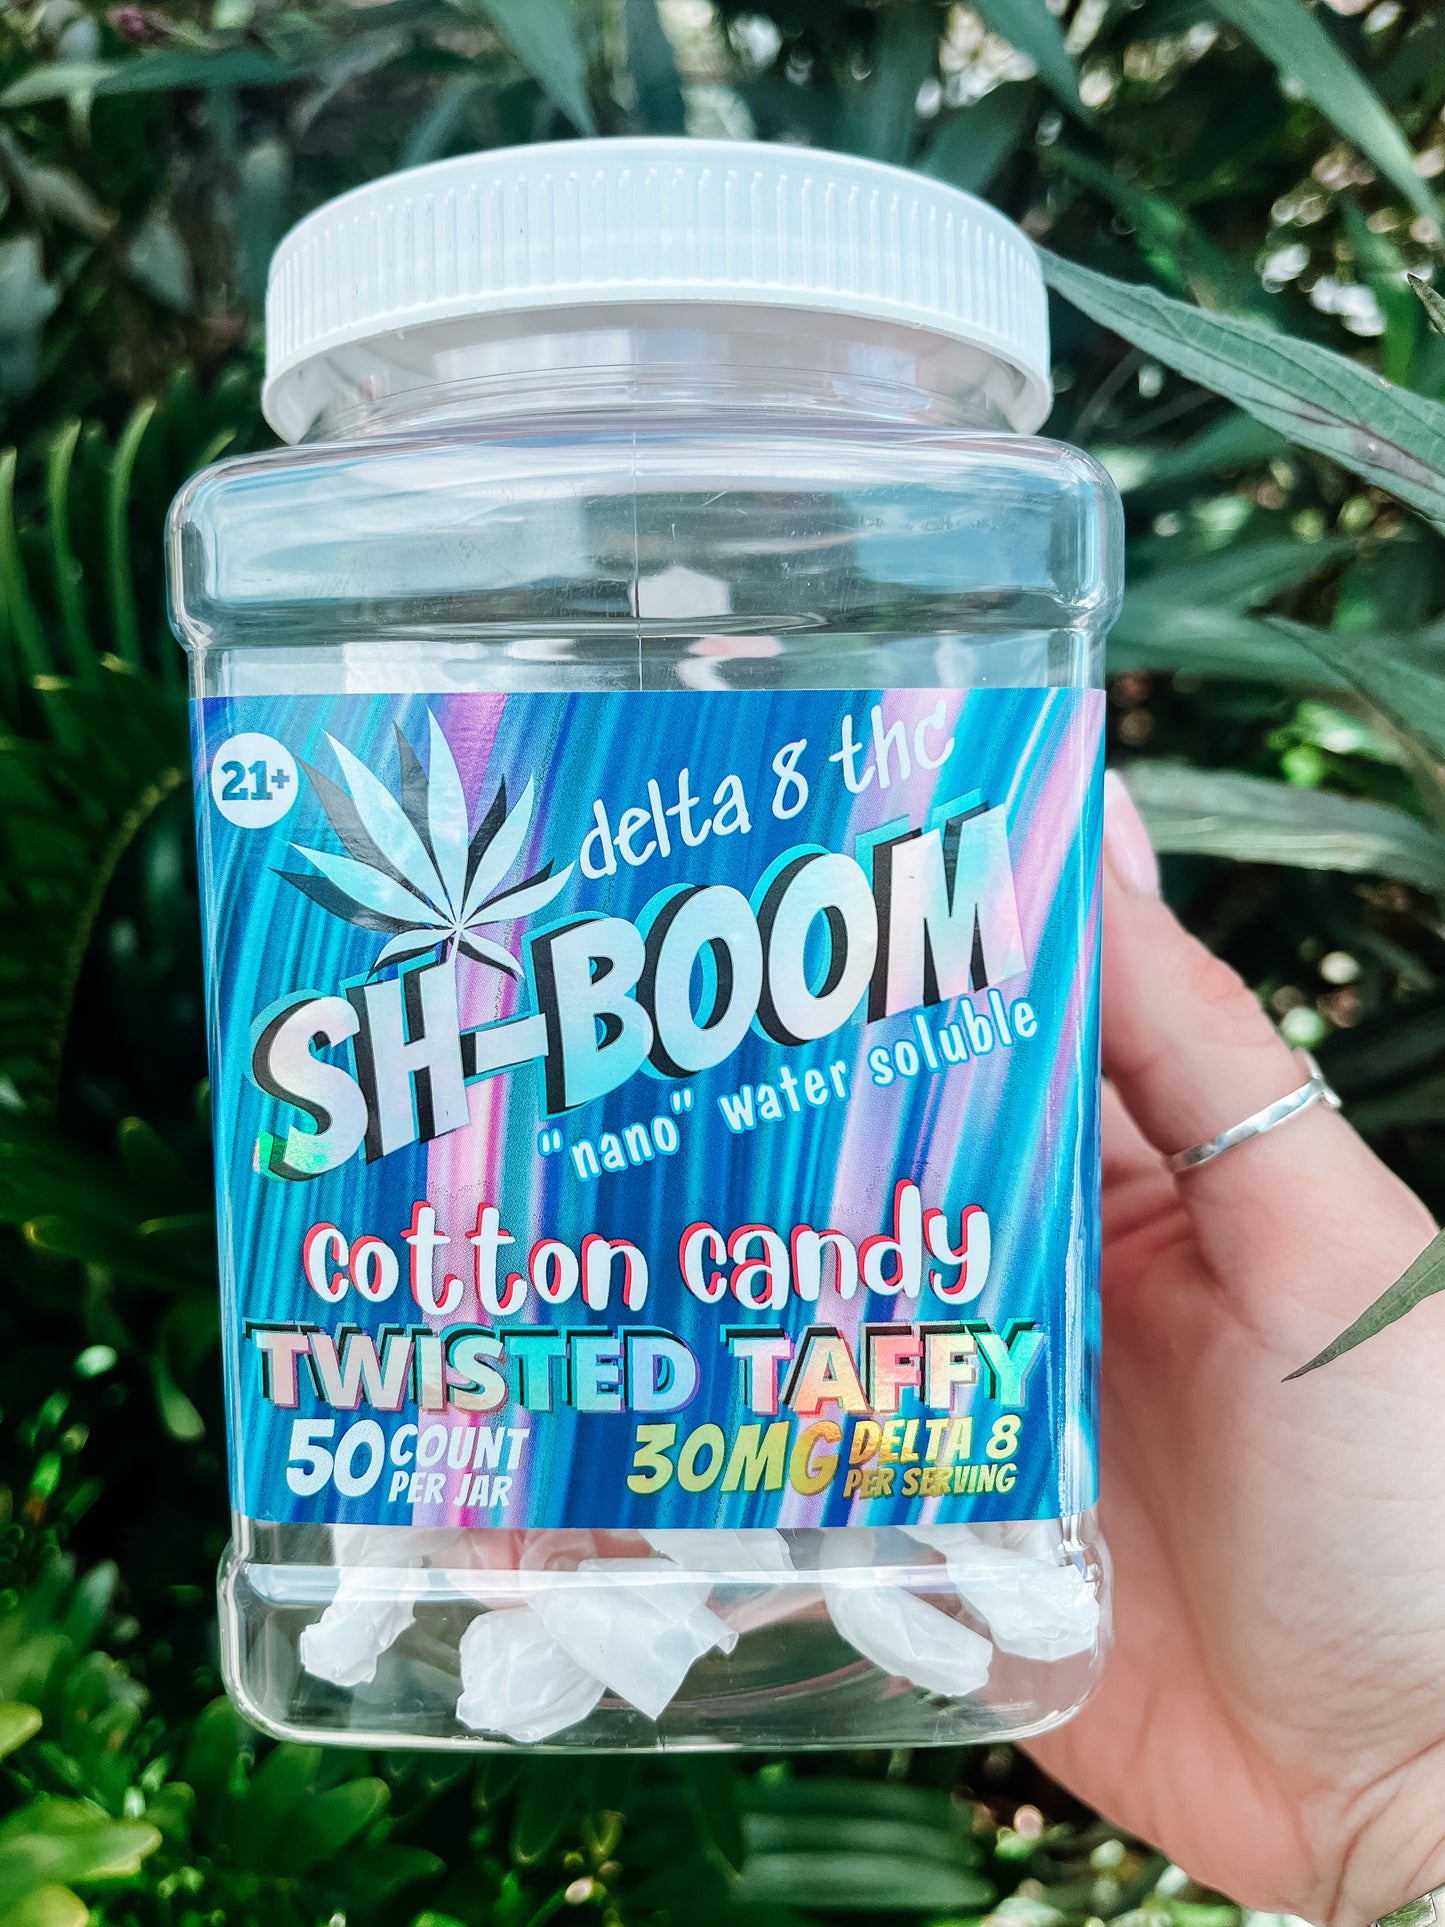 21+
delta 8 thc
SH-BOOM
"nano" water soluble
cotton candy
TWISTED TAFFY
50 COUNT
PER JAR
30MG DELTA 8
PER SERVING